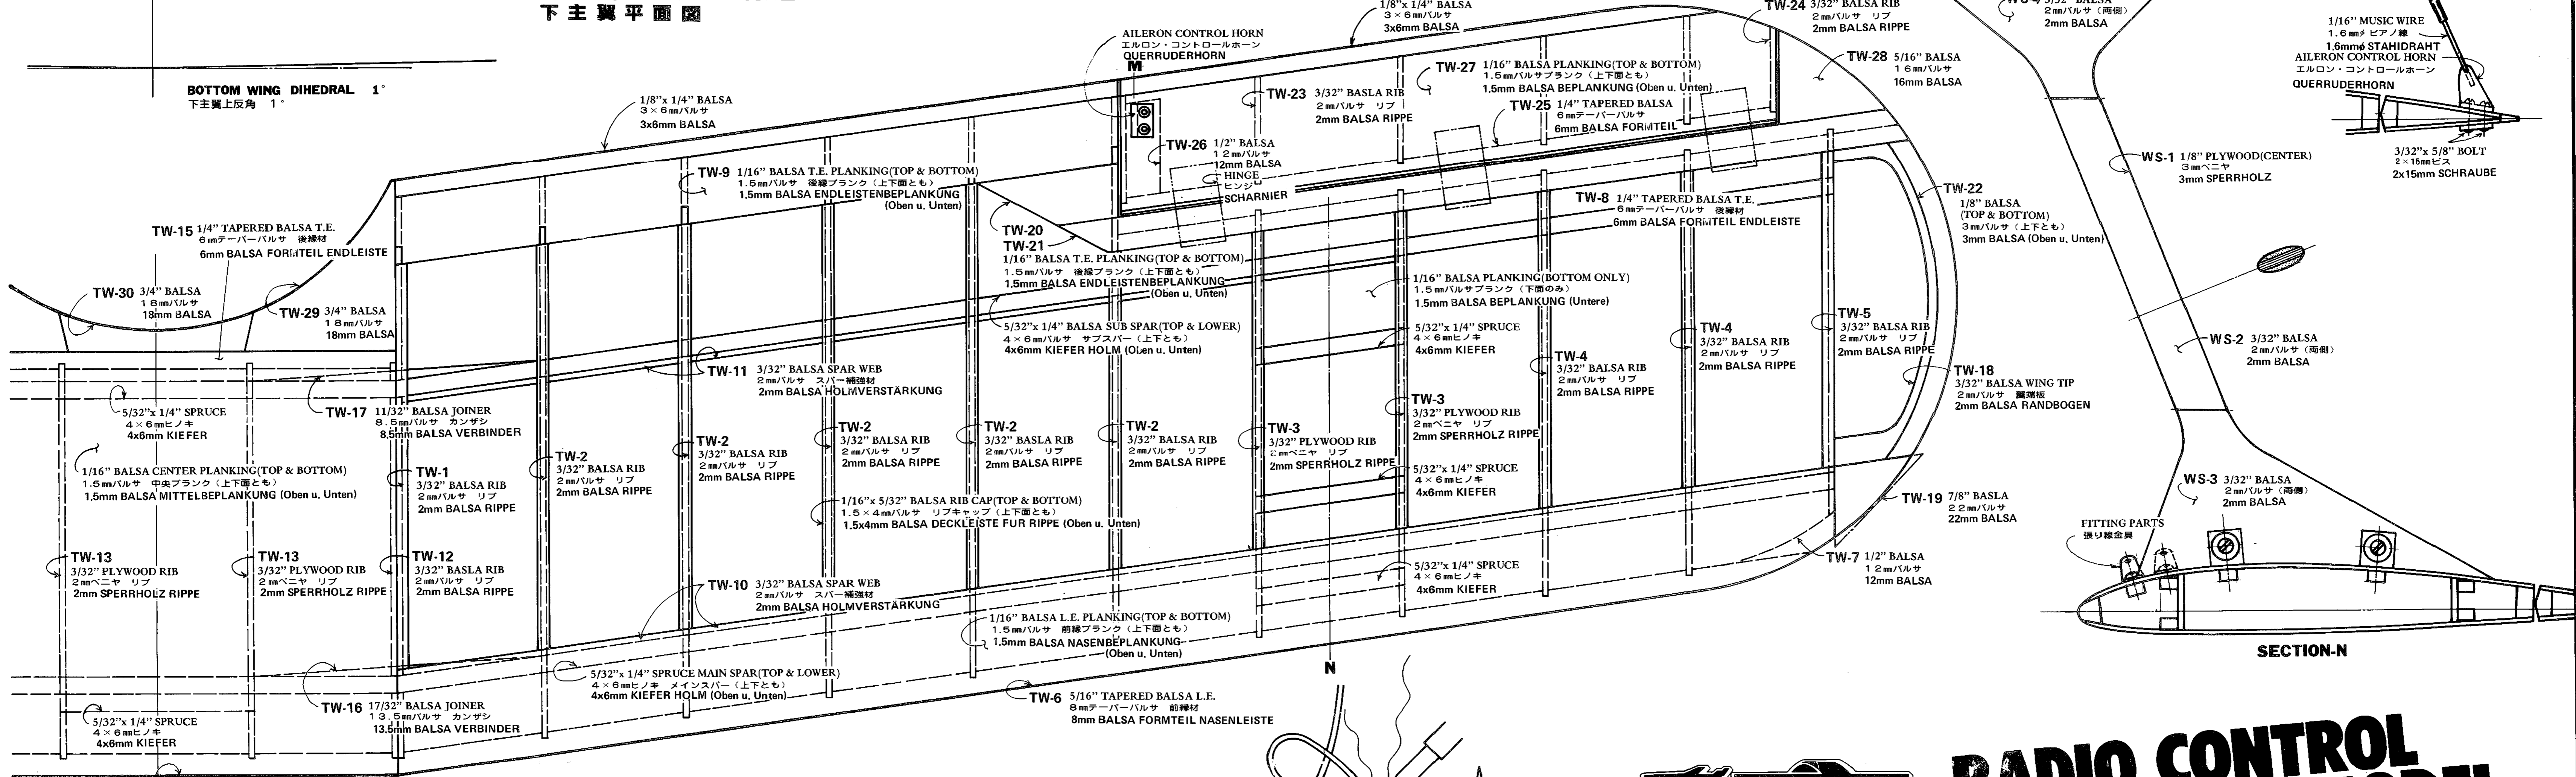 下主翼平面図
BOTTOM WING DIHEDRAL 1°
下主翼上反角 1°
1/8”x 1/4” BALSA
3×6㎜バルサ
3x6mm BALSA
AILERON CONTROL HORN
エルロン・コントロールホーン
QUERRUDERHORN
M
1/8”x 1/4” BALSA
3×6㎜バルサ
3x6mm BALSA
TW-24 3/32” BALSA RIB
2㎜バルサ リブ
2mm BALSA RIPPE
TW-28 5/16” BALSA
16㎜バルサ
16mm BALSA
TW-27 1/16” BALSA PLANKING(TOP & BOTTOM)
1.5㎜バルサプランク（上下面とも）
1.5mm BALSA BEPLANKUNG (Oben u, Unten)
TW-23 3/32” BASLA RIB
2㎜バルサ リブ
2mm BALSA RIPPE
TW-25 1/4” TAPERED BALSA
6㎜テーパーバルサ
6mm BALSA FORMTEIL
TW-26 1/2” BALSA
12㎜バルサ
12mm BALSA
HINGE
ヒンジ
SCHARNIER
TW-9 1/16” BALSA T.E. PLANKING(TOP & BOTTOM)
1.5㎜バルサ 後縁プランク（上下面とも）
1.5mm BALSA ENDLEISTENBEPLANKUNG
(Oben u. Unten)
TW-8 1/4” TAPERED BALSA T.E.
6㎜テーパーバルサ 後縁材
6mm BALSA FORMTEIL ENDLEISTE
TW-22
1/8” BALSA
(TOP & BOTTOM)
3㎜バルサ（上下面とも）
3mm BALSA (Oben u, Unten)
TW-15 1/4” TAPERED BALSA T.E.
6㎜テーパーバルサ 後縁材
6mm BALSA FORMTEIL ENDLEISTE
TW-20
TW-21
1/16” BALSA T.E. PLANKING(TOP & BOTTOM)
1.5㎜バルサ 後縁プランク（上下面とも）
1.5mm BALSA ENDLEISTENBEPLANKUNG
(Oben u, Unten)
1/16” BALSA PLANKING(BOTTOM ONLY)
1.5㎜バルサプランク（下面のみ）
1.5mm BALSA BEPLANKUNG (Untere)
TW-30 3/4” BALSA
18㎜バルサ
18mm BALSA
TW-29 3/4” BALSA
18㎜バルサ
18mm BALSA
5/32”x 1/4” BALSA SUB SPAR(TOP & LOWER)
4×6㎜バルサ サブスパー（上下とも）
4x6mm KIEFER HOLM (Oben u, Unten)
5/32”x 1/4” SPRUCE
4×6㎜ヒノキ
4x6mm KIEFER
TW-4
3/32” BALSA RIB
2㎜バルサ リブ
2mm BALSA RIPPE
TW-4
3/32” BALSA RIB
2㎜バルサ リブ
2mm BALSA RIPPE
TW-5
3/32” BALSA RIB
2㎜バルサ リブ
2mm BALSA RIPPE
TW-11 3/32” BALSA SPAR WEB
2㎜バルサ スパー補強材
2mm BALSA HOLMVERSTÄRKUNG
TW-18
3/32” BALSA WING TIP
2㎜バルサ 翼端板
2mm BALSA RANDBOGEN
5/32”x 1/4” SPRUCE
4×6㎜ヒノキ
4x6mm KIEFER
TW-17 11/32” BALSA JOINER
8.5㎜バルサ カンザシ
8.5mm BALSA VERBINDER
1/16” BALSA CENTER PLANKING(TOP & BOTTOM)
1.5㎜バルサ 中央プランク（上下面とも）
1.5mm BALSA MITTELBEPLANKUNG (Oben u, Unten)
TW-1
3/32” BALSA RIB
2㎜バルサ リブ
2mm BALSA RIPPE
TW-2
3/32” BALSA RIB
2㎜バルサ リブ
2mm BALSA RIPPE
TW-2
3/32” BALSA RIB
2㎜バルサ リブ
2mm BALSA RIPPE
TW-2
3/32” BALSA RIB
2㎜バルサ リブ
2mm BALSA RIPPE
TW-2
3/32” BASLA RIB
2㎜バルサ リブ
2mm BALSA RIPPE
TW-2
3/32” BALSA RIB
2㎜バルサ リブ
2mm BALSA RIPPE
TW-3
3/32” PLYWOOD RIB
2㎜ベニヤ リブ
2mm SPERRHOLZ RIPPE
TW-3
3/32” PLYWOOD RIB
2㎜ベニヤ リブ
2mm SPERRHOLZ RIPPE
5/32”x 1/4” SPRUCE
4×6㎜ヒノキ
4x6mm KIEFER
1/16”x 5/32” BALSA RIB CAP(TOP & BOTTOM)
1.5×4㎜バルサ リブキャップ（上下面とも）
1.5x4mm BALSA DECKLEISTE FUR RIPPE (Oben u, Unten)
TW-19 7/8” BASLA
22㎜バルサ
22mm BALSA
TW-13
3/32” PLYWOOD RIB
2㎜ベニヤ リブ
2mm SPERRHOLZ RIPPE
TW-13
3/32” PLYWOOD RIB
2㎜ベニヤ リブ
2mm SPERRHOLZ RIPPE
TW-12
3/32” BASLA RIB
2㎜バルサ リブ
2mm BALSA RIPPE
TW-10 3/32” BALSA SPAR WEB
2㎜バルサ スパー補強材
2mm BALSA HOLMVERSTÄRKUNG
5/32”x 1/4” SPRUCE
4×6㎜ヒノキ
4x6mm KIEFER
TW-7 1/2” BALSA
12㎜バルサ
12mm BALSA
1/16” BALSA L.E. PLANKING(TOP & BOTTOM)
1.5㎜バルサ 前縁プランク（上下面とも）
1.5mm BALSA NASENBEPLANKUNG
(Oben u, Unten)
5/32”x 1/4” SPRUCE MAIN SPAR(TOP & LOWER)
4×6㎜ヒノキ メインスパー（上下とも）
4x6mm KIEFER HOLM (Oben u, Unten)
N
TW-6 5/16” TAPERED BALSA L.E.
8㎜テーパーバルサ 前縁材
8mm BALSA FORMTEIL NASENLEISTE
TW-16 17/32” BALSA JOINER
13.5㎜バルサ カンザシ
13.5mm BALSA VERBINDER
5/32”x 1/4” SPRUCE
4×6㎜ヒノキ
4x6mm KIEFER
2㎜バルサ（両側）
2mm BALSA
1/16” MUSIC WIRE
1.6㎜φピアノ線
1,6mmφ STAHIDRAHT
AILERON CONTROL HORN
エルロン・コントロールホーン
QUERRUDERHORN
3/32”x 5/8” BOLT
2×15㎜ビス
2x15mm SCHRAUBE
WS-1 1/8” PLYWOOD(CENTER)
3㎜ベニヤ
3mm SPERRHOLZ
WS-2 3/32” BALSA
2㎜バルサ（両側）
2mm BALSA
WS-3 3/32” BALSA
2㎜バルサ（両側）
2mm BALSA
FITTING PARTS
張り線金具
SECTION-N
RADIO CONTROL